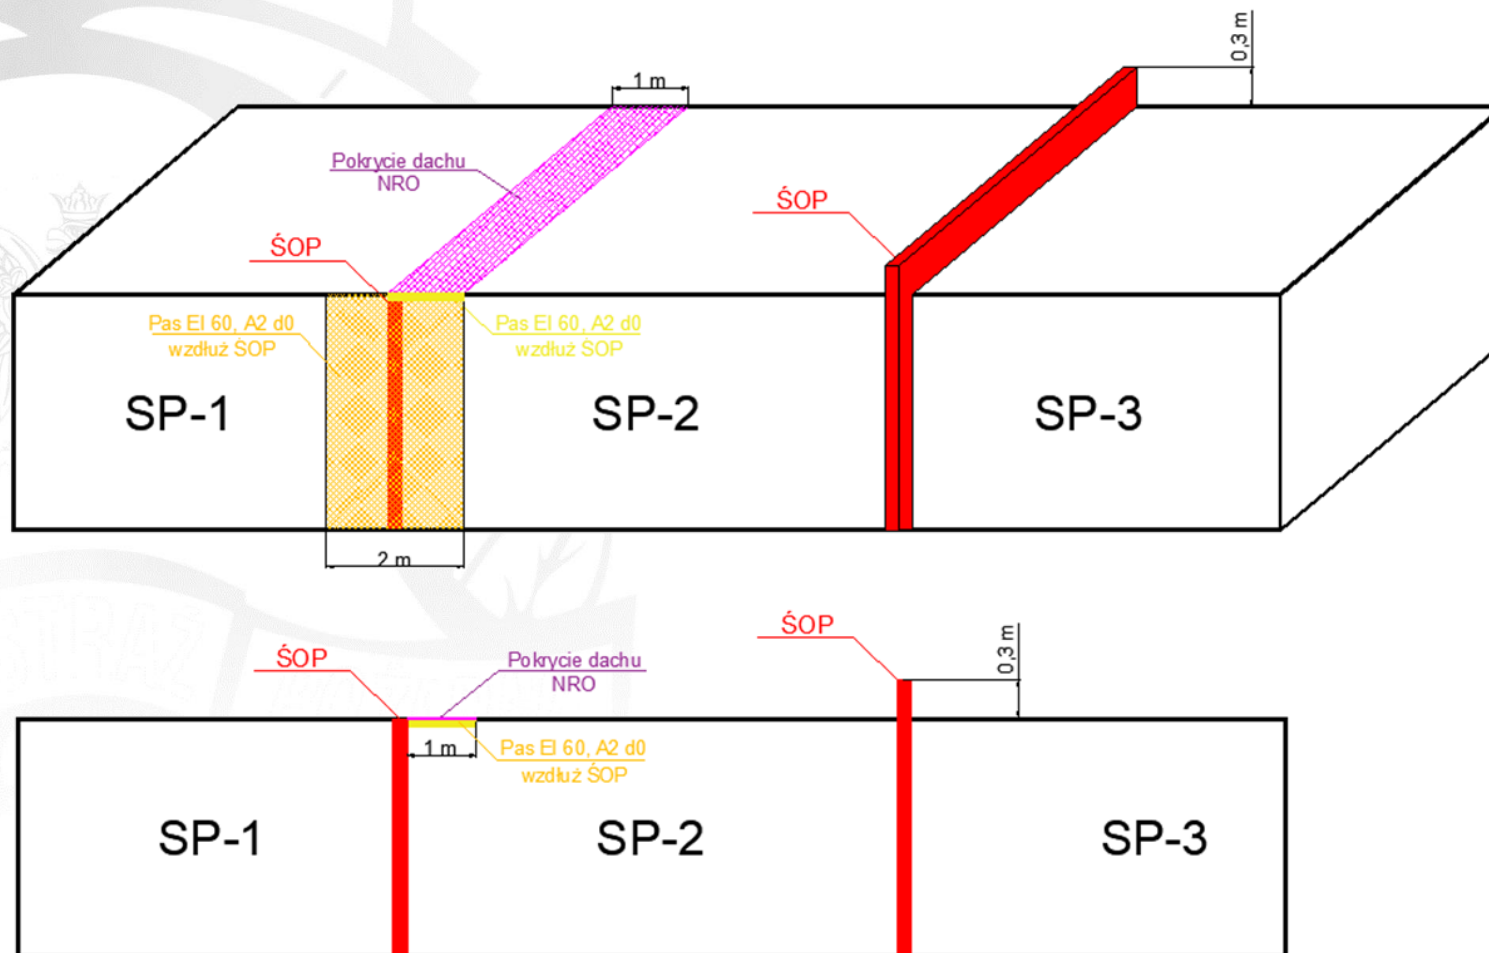 0,3 m
1 m
Pokrycie dachu
NRO
ŚOP
ŚOP
Pas EI 60, A2 d0
wzdłuż ŚOP
Pas EI 60, A2 d0
wzdłuż ŚOP
SP-1
SP-2
SP-3
2 m
ŚOP
0,3 m
ŚOP
Pokrycie dachu
NRO
1 m
Pas EI 60, A2 d0
wzdłuż ŚOP
SP-1
SP-2
SP-3